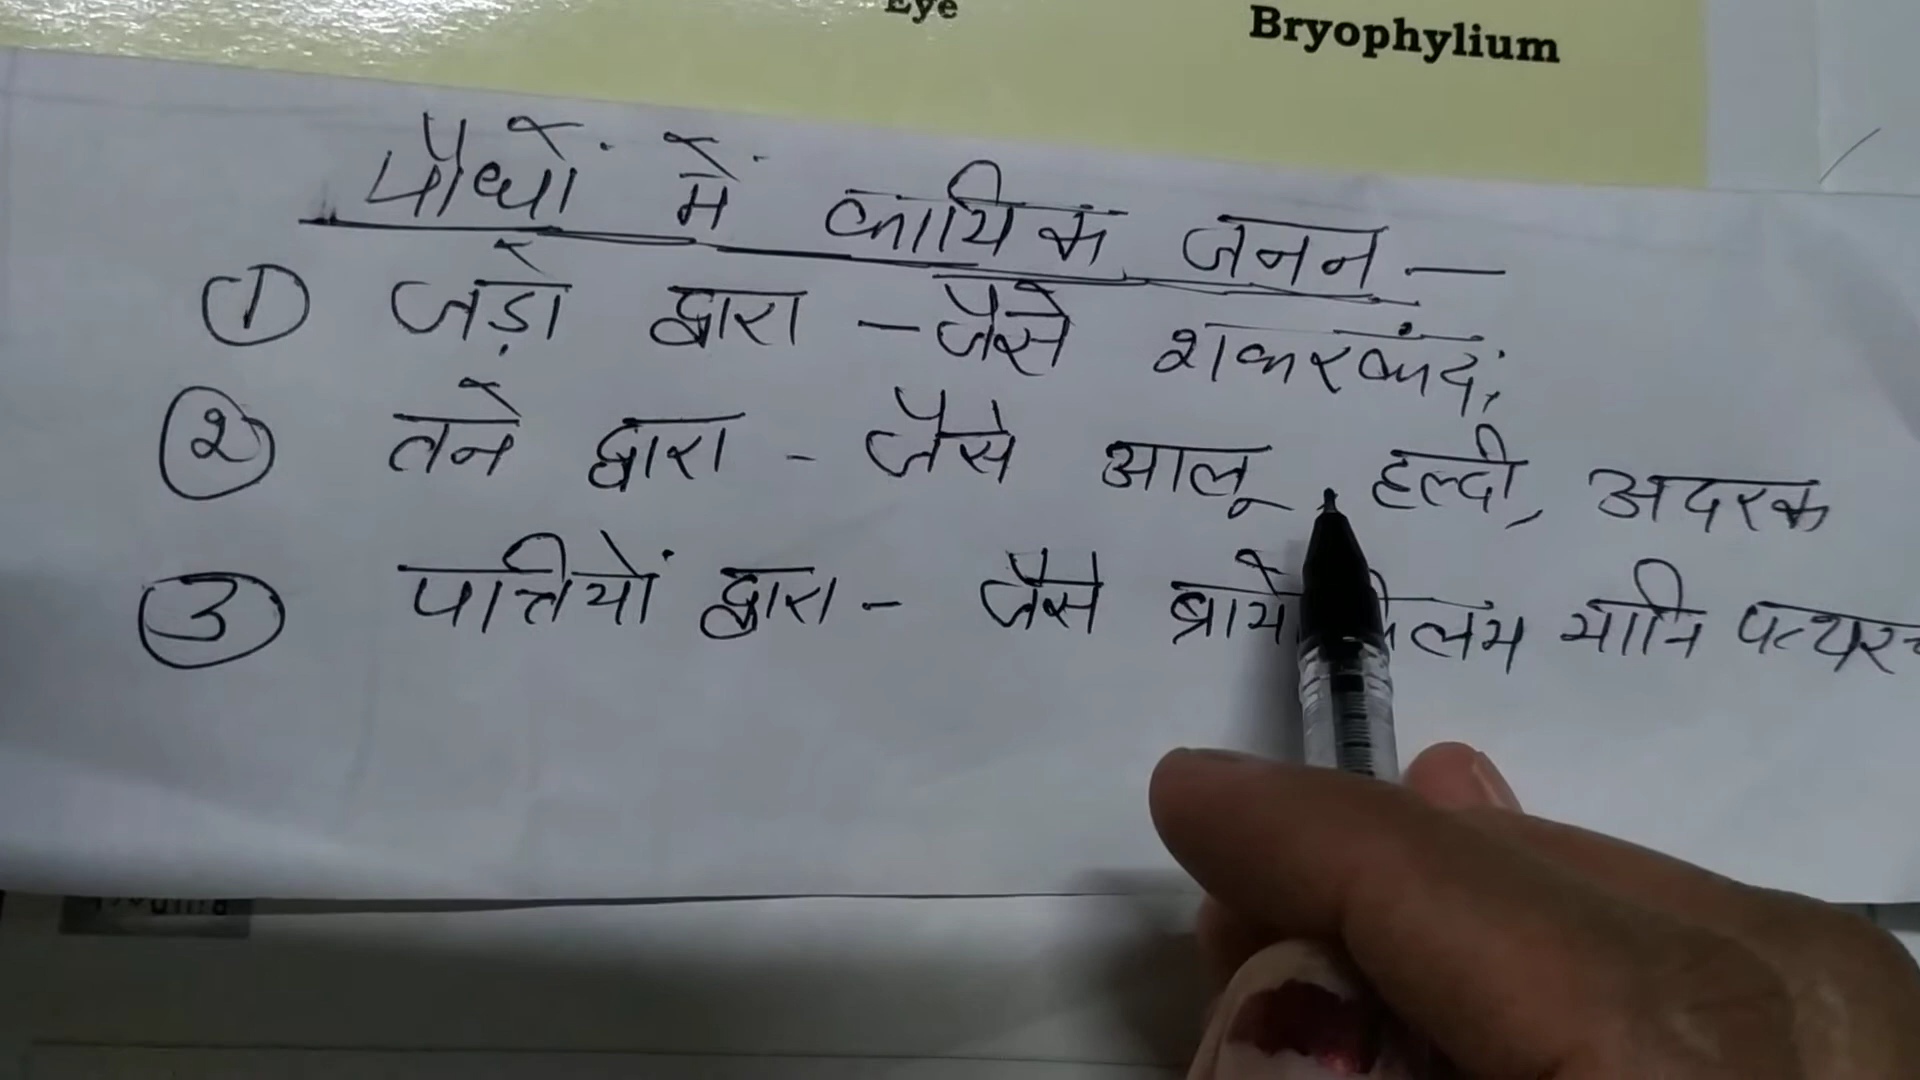 Eye
Bryophylium
पौधों में कायिक जनन —
① जड़ो द्वारा – जैसे शकरकंद,
② तने द्वारा - जैसे आलू, हल्दी, अदरक
③ पत्तियों द्वारा - जैसे यानि